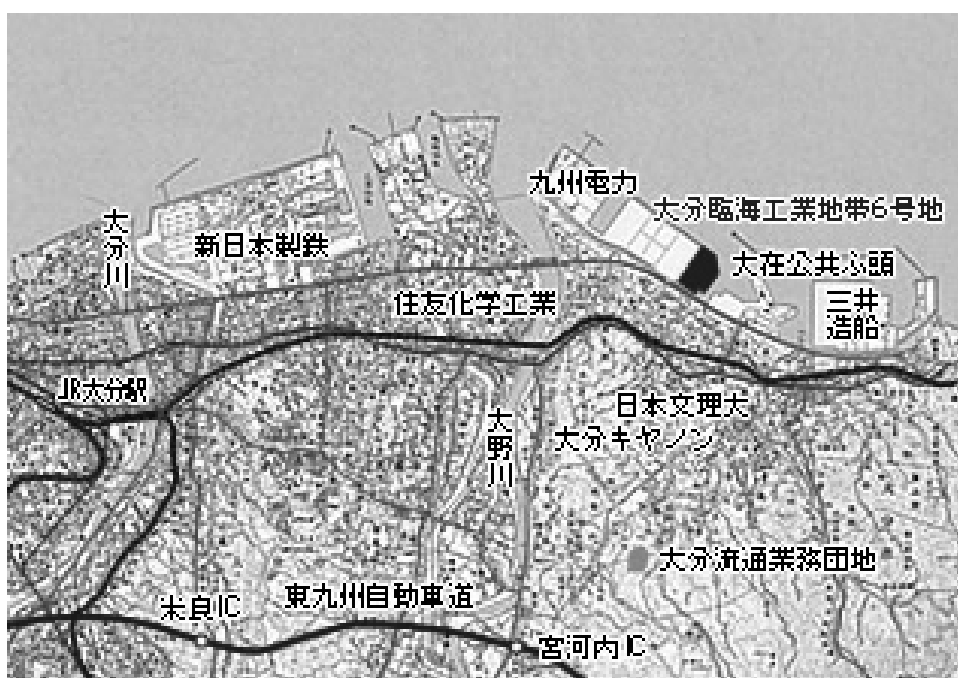 九州電力
大分臨海工業地帯6号地
大分川
新日本製鉄
大在公共ふ頭
住友化学工業
三井
造船
JR大分駅
日本文理大
大分キヤノン
大野川
大分流通業務団地
東九州自動車道
米良IC
宮河内IC